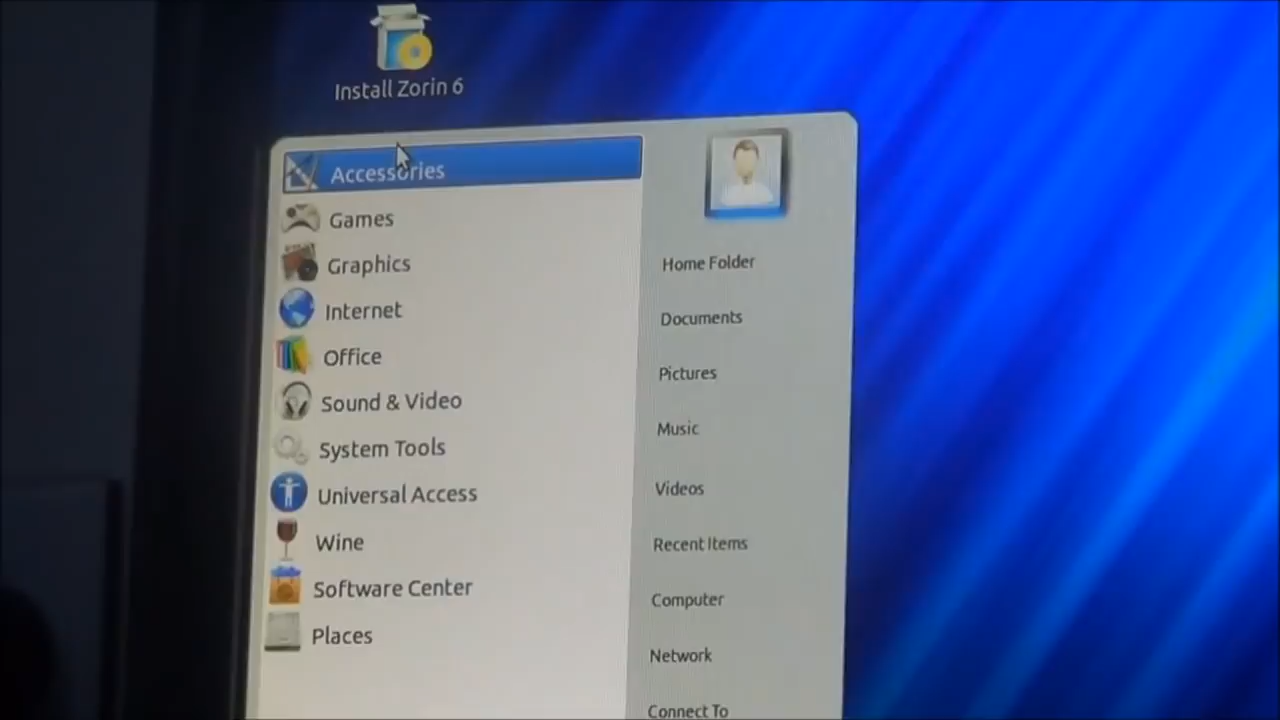 Install Zorin 6
Accessories
Games
Graphics
Internet
Office
Sound & Video
System Tools
Universal Access
Wine
Software Center
Places
Home Folder
Documents
Pictures
Music
Videos
Recent Items
Computer
Network
Connect To